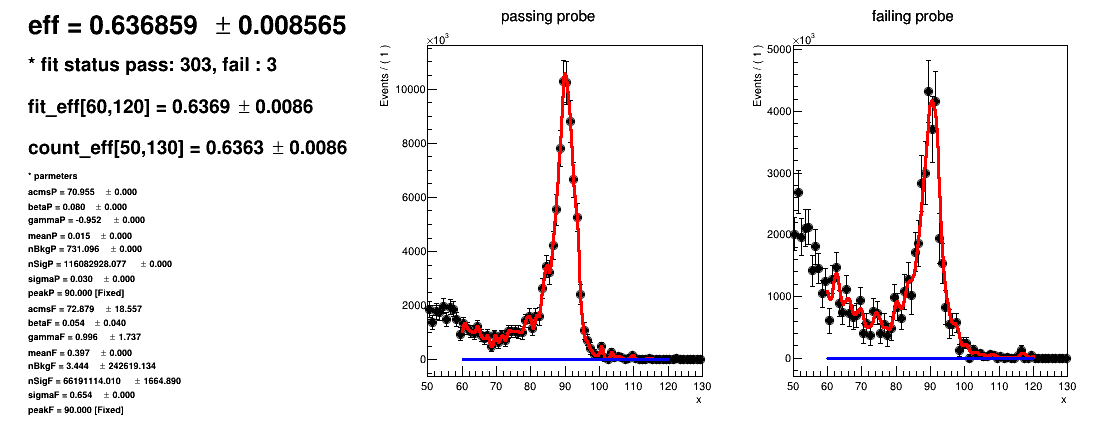 eff = 0.636859 ± 0.008565
* fit status pass: 303, fail : 3
fit_eff[60,120] = 0.6369 ± 0.0086
count_eff[50,130] = 0.6363 ± 0.0086
* parmeters
acmsP = 70.955 ± 0.000
betaP = 0.080 ± 0.000
gammaP = -0.952 ± 0.000
meanP = 0.015 ± 0.000
nBkgP = 731.096 ± 0.000
nSigP = 116082928.077 ± 0.000
sigmaP = 0.030 ± 0.000
peakP = 90.000 [Fixed]
acmsF = 72.879 ± 18.557
betaF = 0.054 ± 0.040
gammaF = 0.996 ± 1.737
meanF = 0.397 ± 0.000
nBkgF = 3.444 ± 242619.134
nSigF = 66191114.010 ± 1664.890
sigmaF = 0.654 ± 0.000
peakF = 90.000 [Fixed]
passing probe
×10³
Events / ( 1 )
10000
8000
6000
4000
2000
0
50 60 70 80 90 100 110 120 130
x
failing probe
×10³
Events / ( 1 )
5000
4000
3000
2000
1000
0
50 60 70 80 90 100 110 120 130
x